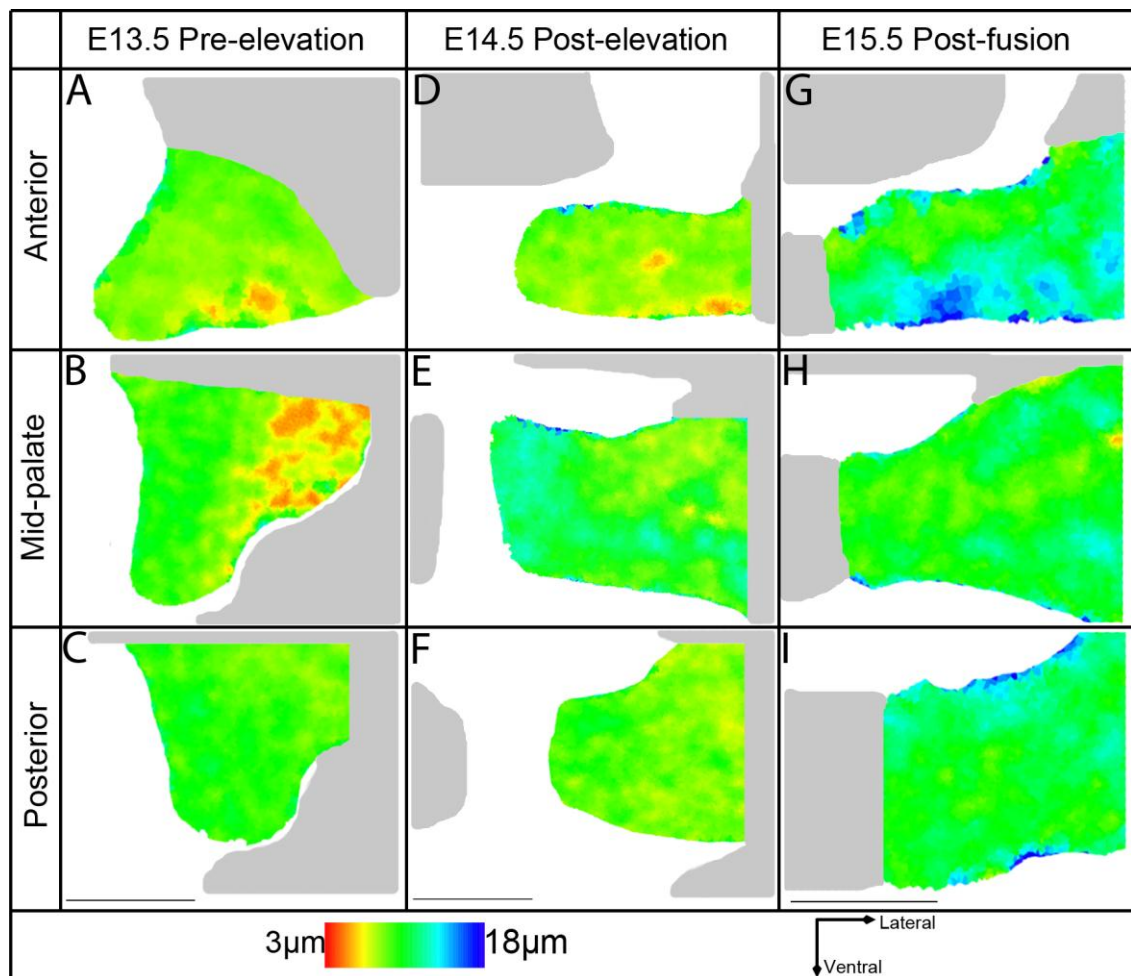 E13.5 Pre-elevation E14.5 Post-elevation E15.5 Post-fusion
Anterior
A D G
Mid-palate
B E H
Posterior
C F I
3µm 18µm
Lateral
Ventral